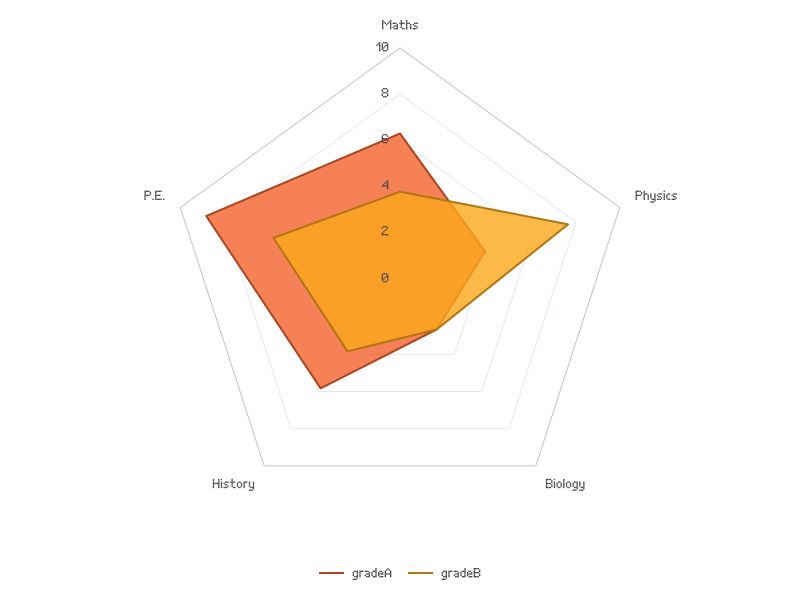 Maths
10
8
6
P.E.
Physics
4
2
0
History
Biology
gradeA
gradeB